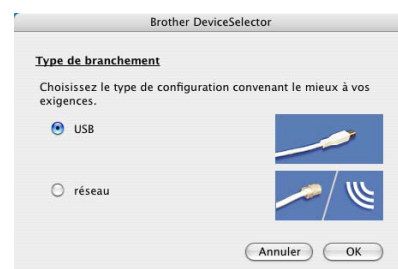 Brother DeviceSelector
Type de branchement
Choisissez le type de configuration convenant le mieux à vos
exigences.
USB
réseau
Annuler
OK